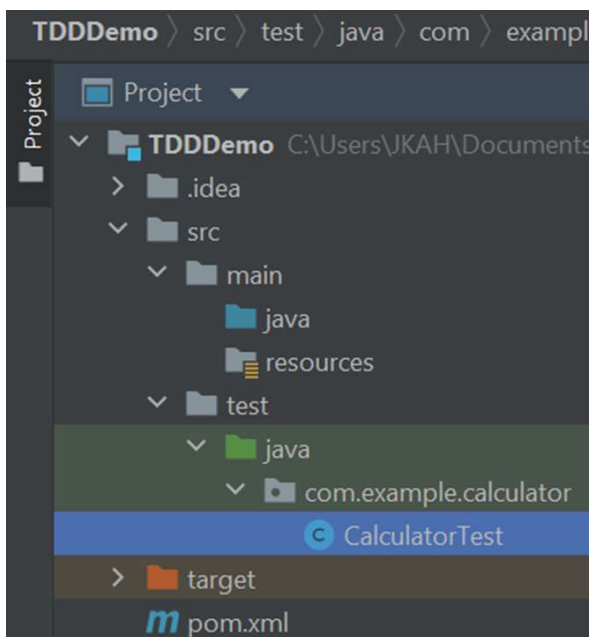 TDDDemo > src > test > java > com > exampl
Project
Project
TDDDemo C:\Users\JKAH\Documents
.idea
src
main
java
resources
test
java
com.example.calculator
C CalculatorTest
target
m pom.xml